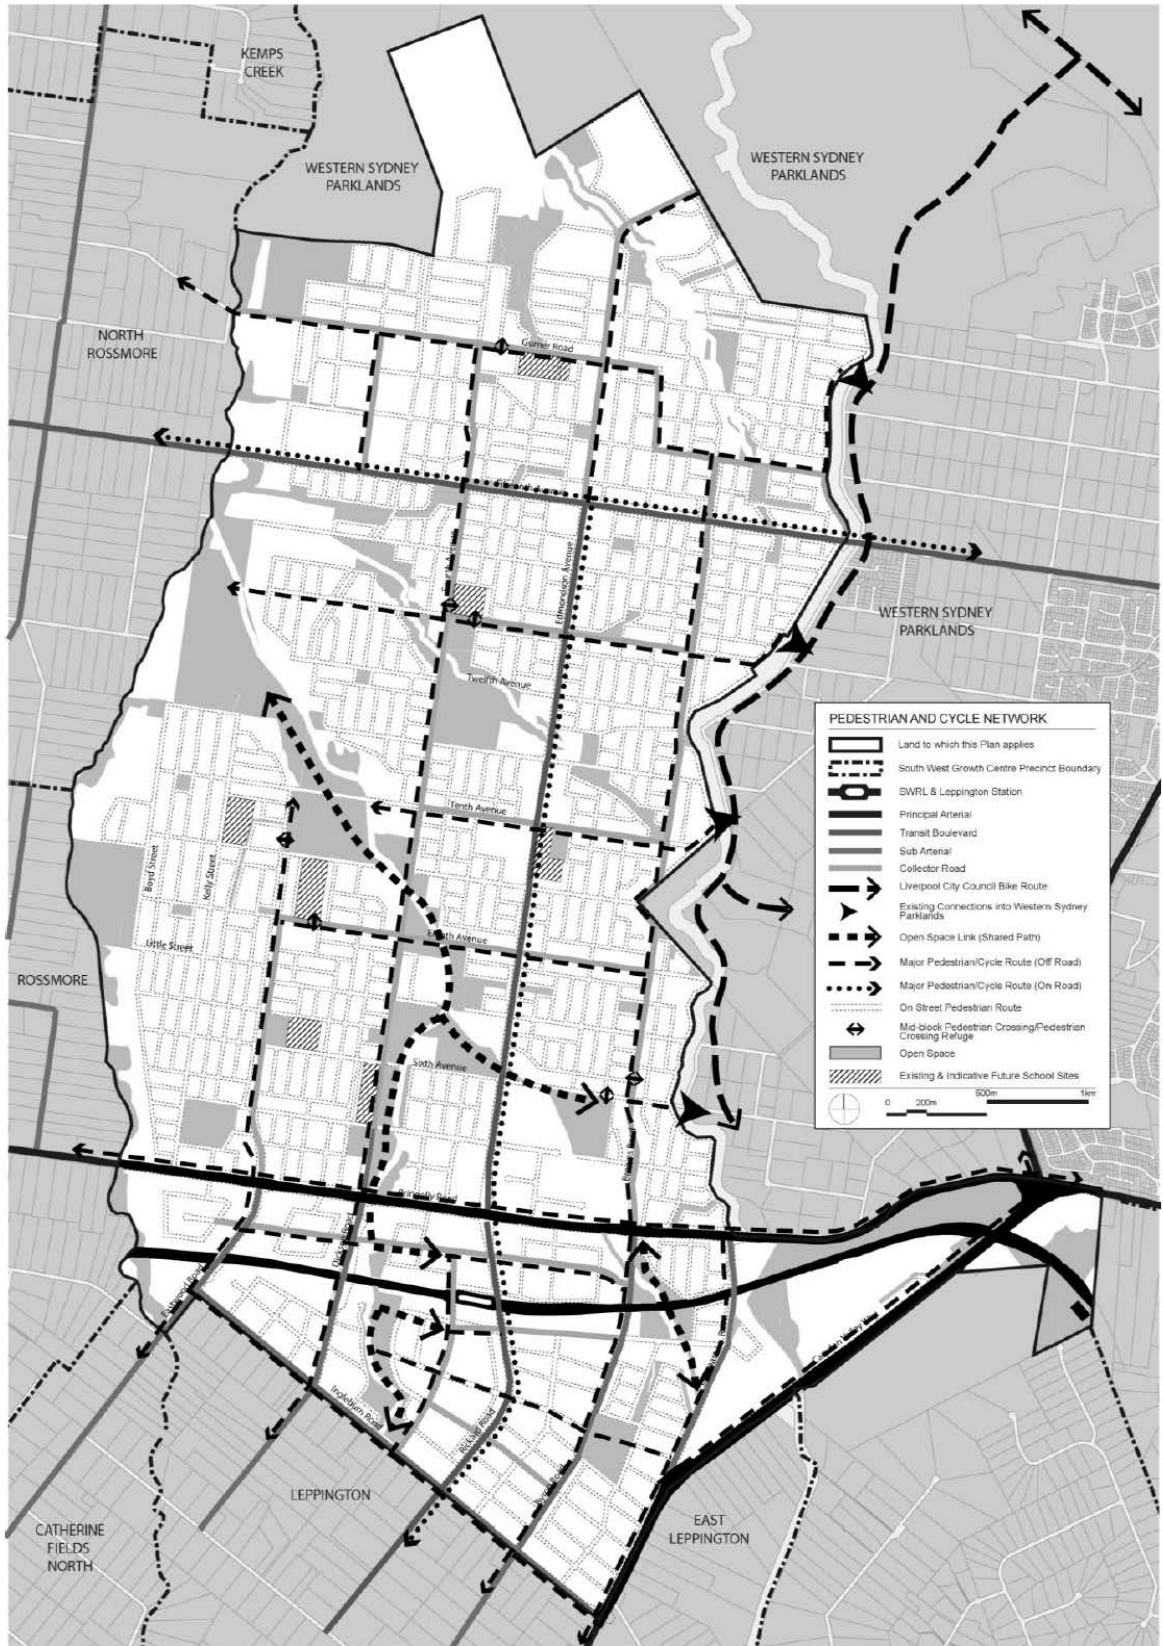 KEMPS
CREEK
WESTERN SYDNEY
PARKLANDS
WESTERN SYDNEY
PARKLANDS
NORTH
ROSSMORE
Gurner Road
Avenue
Edmondson Avenue
WESTERN SYDNEY
PARKLANDS
Twelfth Avenue
PEDESTRIAN AND CYCLE NETWORK
Land to which this Plan applies
South West Growth Centre Precinct Boundary
SWRL & Leppington Station
Principal Arterial
Transit Boulevard
Sub Arterial
Collector Road
Liverpool City Council Bike Route
Existing Connections into Western Sydney
Parklands
Open Space Link (Shared Path)
Major Pedestrian/Cycle Route (Off Road)
Major Pedestrian/Cycle Route (On Road)
On Street Pedestrian Route
Mid-block Pedestrian Crossing/Pedestrian
Crossing Refuge
Open Space
Existing & Indicative Future School Sites
0 200m 500m 1km
Tenth Avenue
Boyd Street
Kelly Street
Little Street
Avenue
ROSSMORE
Sixth Avenue
Bringelly Road
Eastwood Road
Ingleburn Road
Rickard Road
LEPPINGTON
CATHERINE
FIELDS
NORTH
EAST
LEPPINGTON